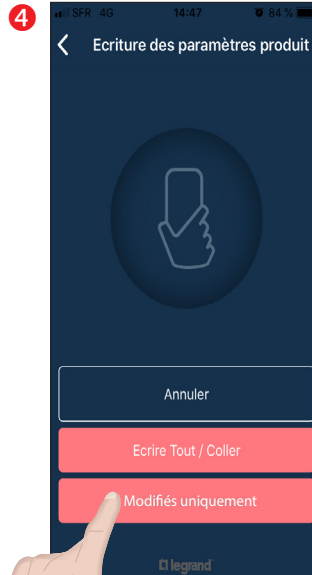 4
SFR 4G 14:47 84 %
Ecriture des paramètres produit
Annuler
Ecrire Tout / Coller
Modifiés uniquement
legrand